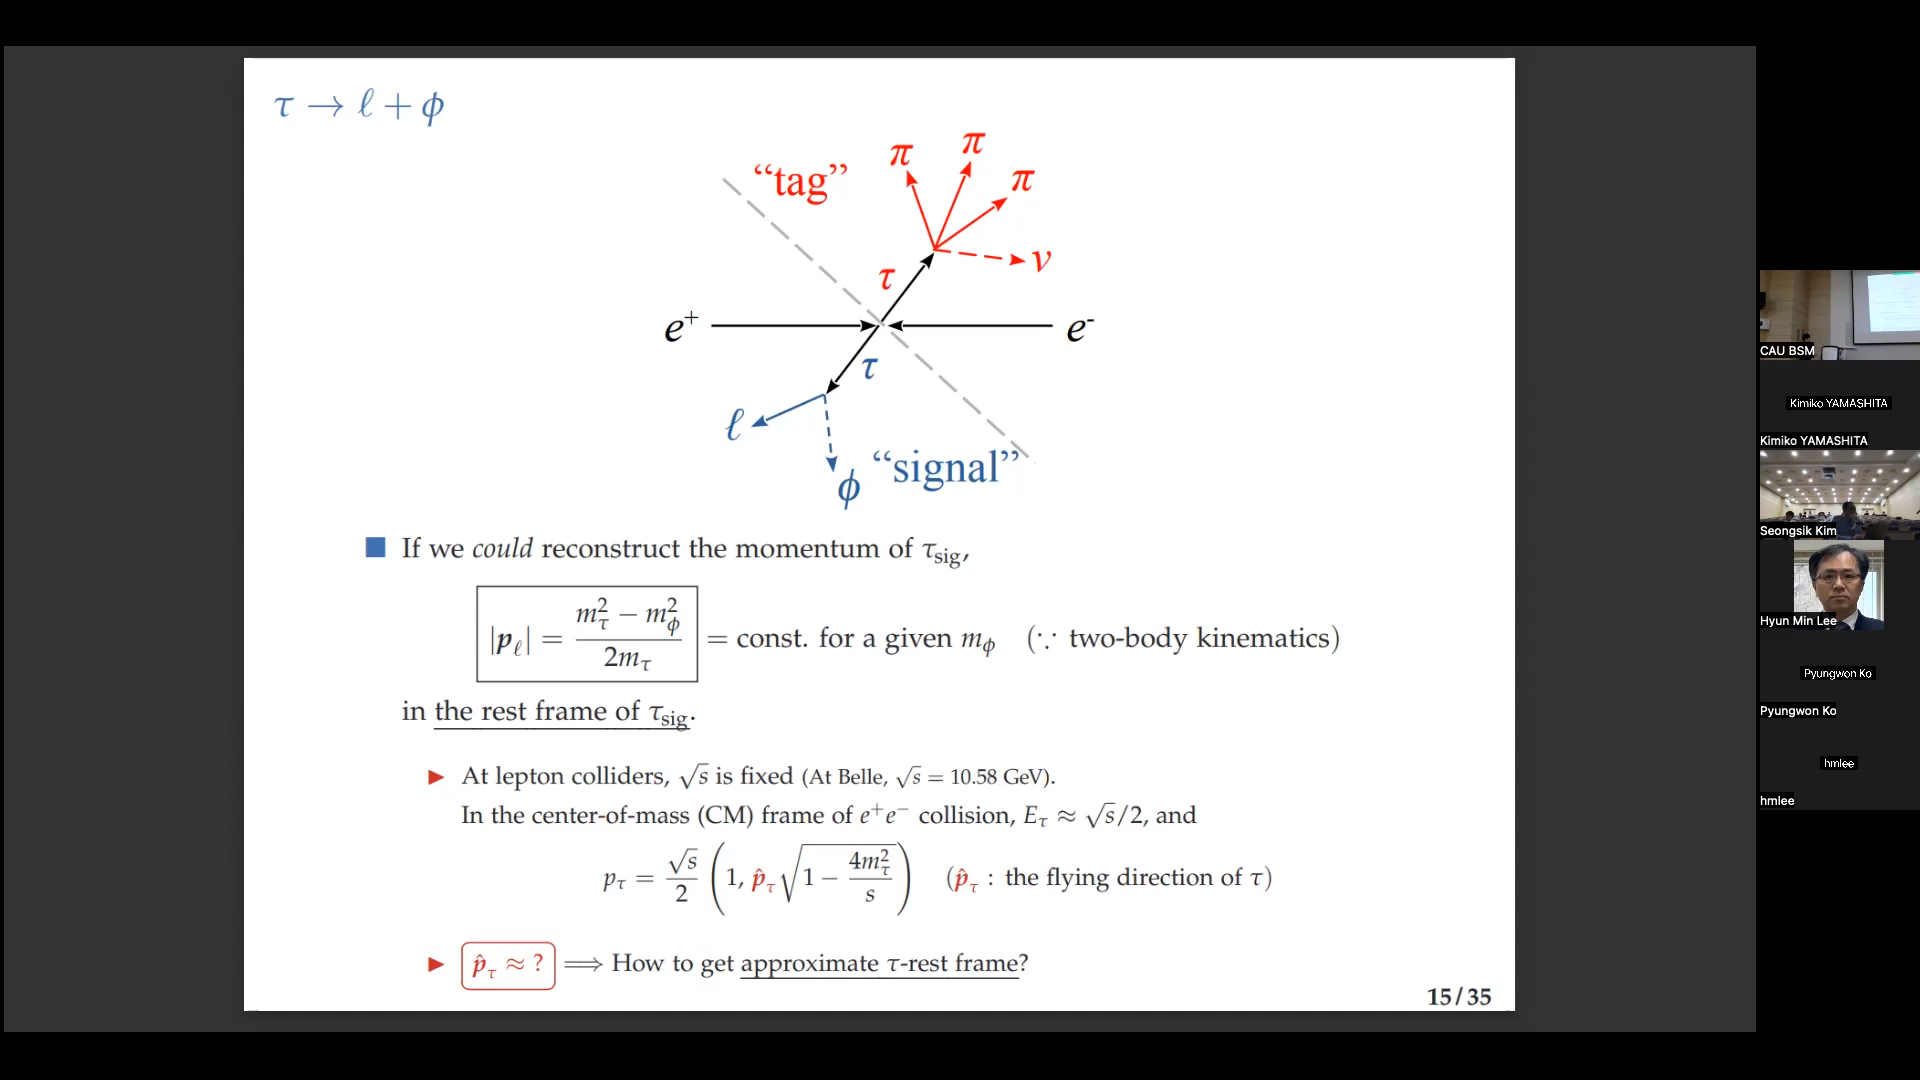 τ → ℓ + φ
“tag”
π
π
π
ν
τ
e⁺
e⁻
τ
ℓ
φ
“signal”
If we could reconstruct the momentum of τ_sig,
|p_ℓ| = (m_τ² − m_φ²) / (2m_τ) = const. for a given m_φ (∵ two-body kinematics)
in the rest frame of τ_sig.
At lepton colliders, √s is fixed (At Belle, √s = 10.58 GeV).
In the center-of-mass (CM) frame of e⁺e⁻ collision, E_τ ≈ √s/2, and
p_τ = (√s / 2) (1, p̂_τ √(1 − 4m_τ²/s)) (p̂_τ : the flying direction of τ)
p̂_τ ≈ ? ⟹ How to get approximate τ-rest frame?
15/35
CAU BSM
Kimiko YAMASHITA
Kimiko YAMASHITA
Seongsik Kim
Hyun Min Lee
Pyungwon Ko
Pyungwon Ko
hmlee
hmlee